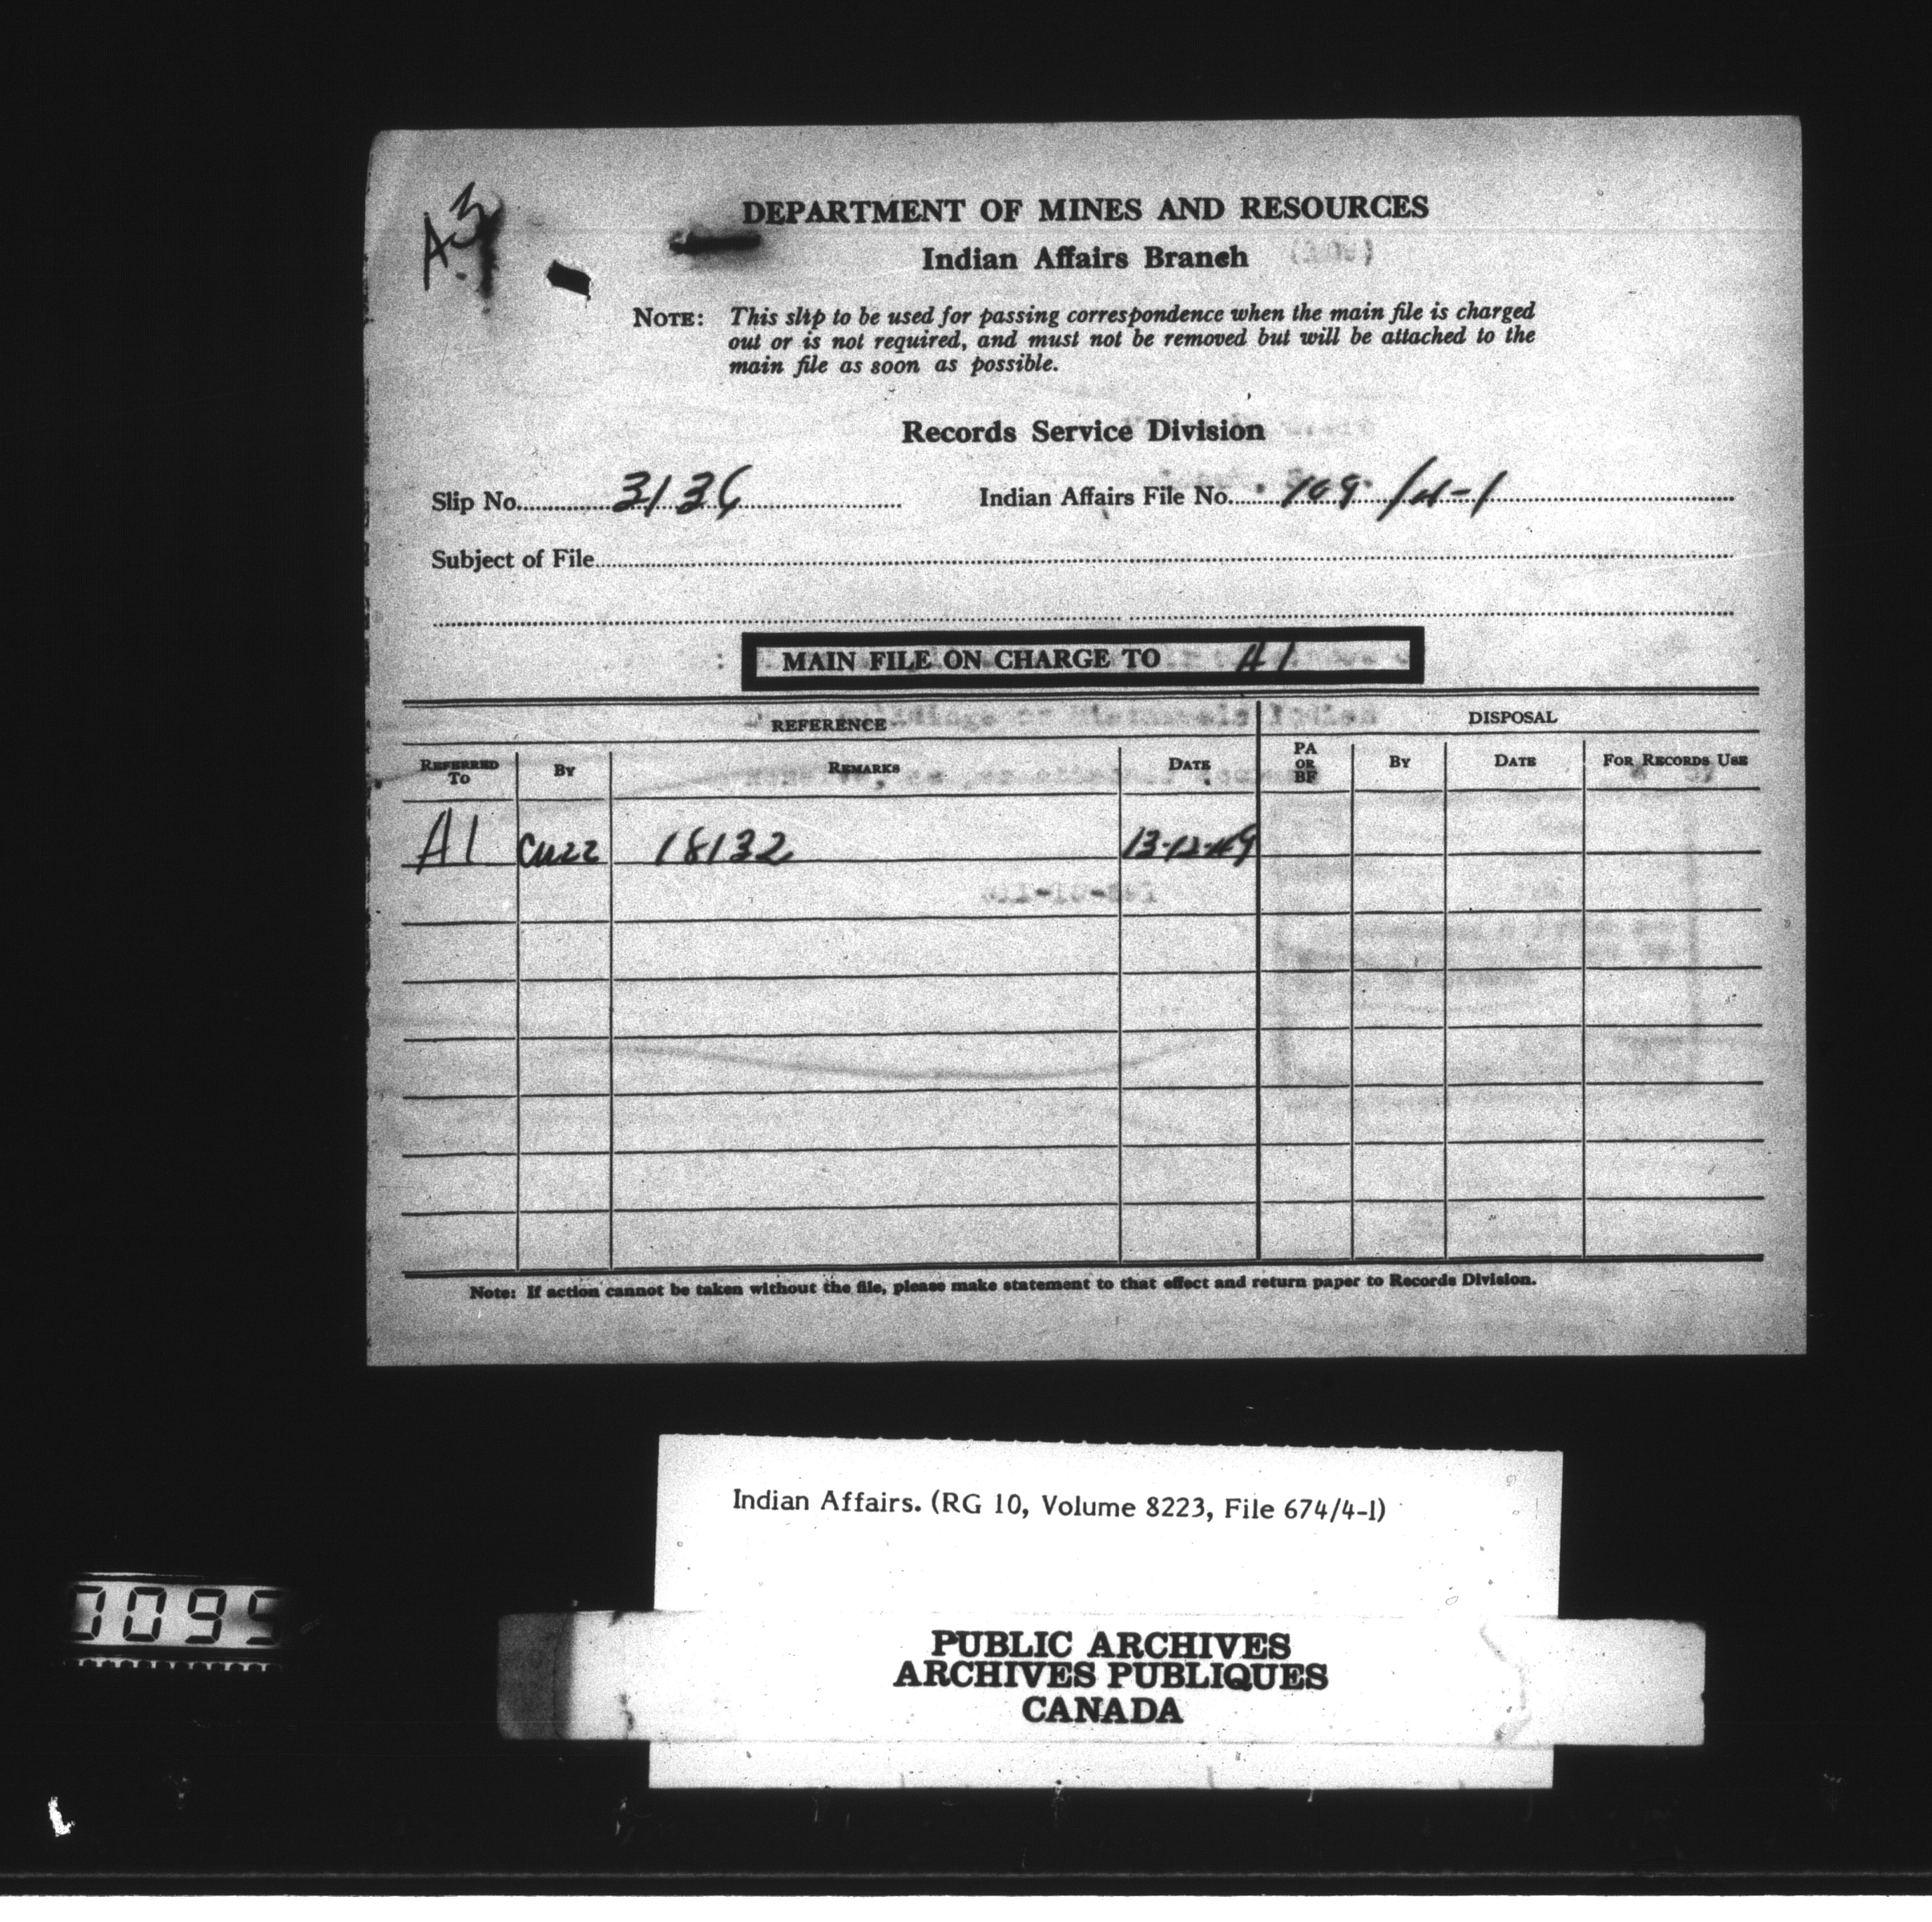 A.3
DEPARTMENT OF MINES AND RESOURCES
Indian Affairs Branch
NOTE: This slip to be used for passing correspondence when the main file is charged
out or is not required, and must not be removed but will be attached to the
main file as soon as possible.
Records Service Division
Slip No. 3136 Indian Affairs File No.
Subject of File
MAIN FILE ON CHARGE TO A1
REFERENCE DISPOSAL
REFERRED TO BY REMARKS DATE PA OR BF BY DATE FOR RECORDS USE
A1 18132 13-12-49
Note: If action cannot be taken without the file, please make statement to that effect and return paper to Records Division.
Indian Affairs. (RG 10, Volume 8223, File 674/4-1)
PUBLIC ARCHIVES
ARCHIVES PUBLIQUES
CANADA